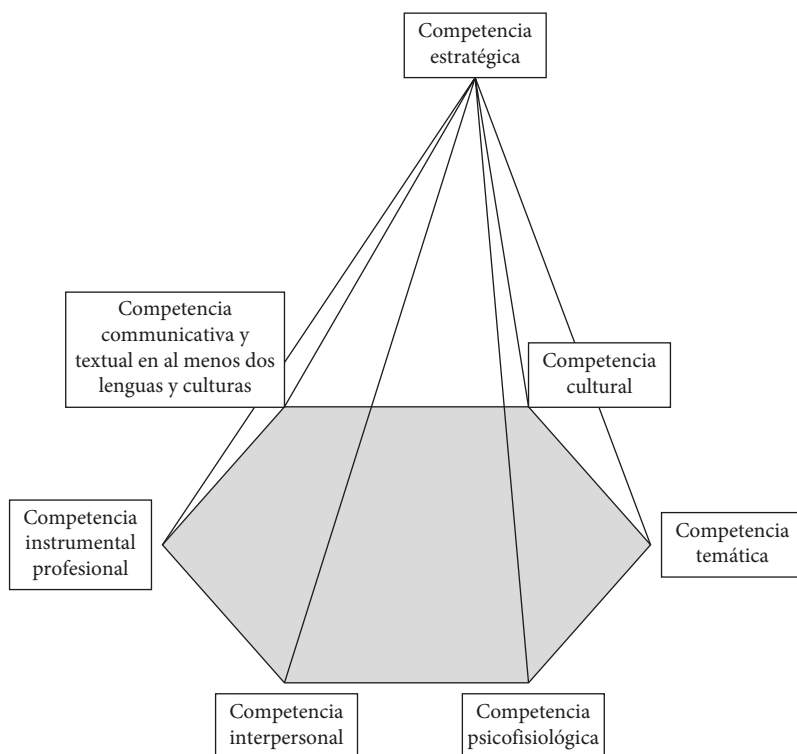 Competencia
estratégica
Competencia
communicativa y
textual en al menos dos
lenguas y culturas
Competencia
cultural
Competencia
instrumental
profesional
Competencia
temática
Competencia
interpersonal
Competencia
psicofisiológica